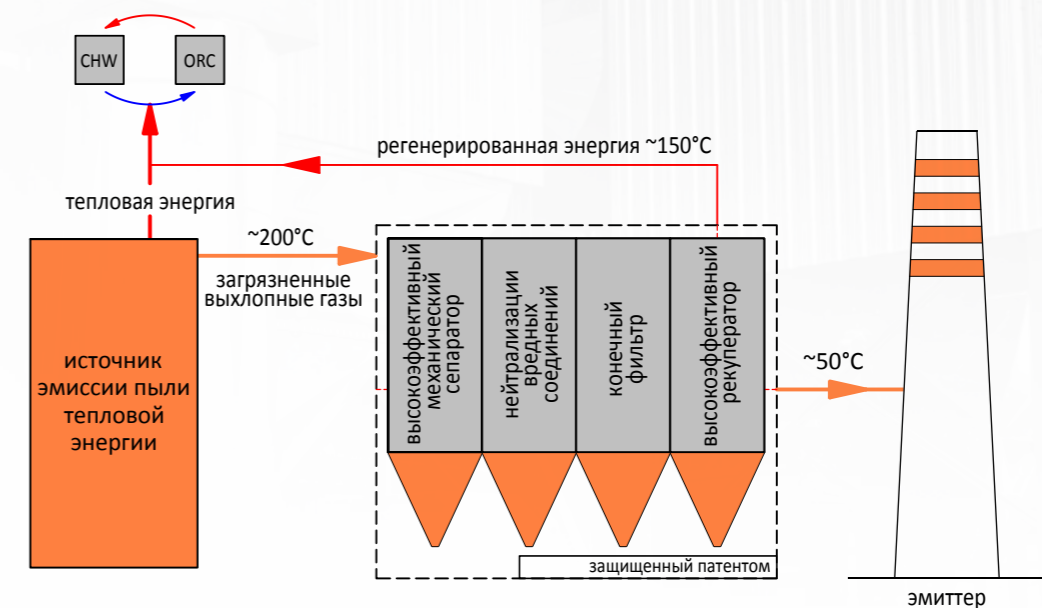 CHW
ORC
регенерированная энергия ~150°C
тепловая энергия
~200°C
загрязненные
выхлопные газы
источник
эмиссии пыли
тепловой
энергии
высокоэффективный
механический
сепаратор
нейтрализации
вредных
соединений
конечный
фильтр
высокоэффективный
рекуператор
~50°C
защищенный патентом
эмиттер